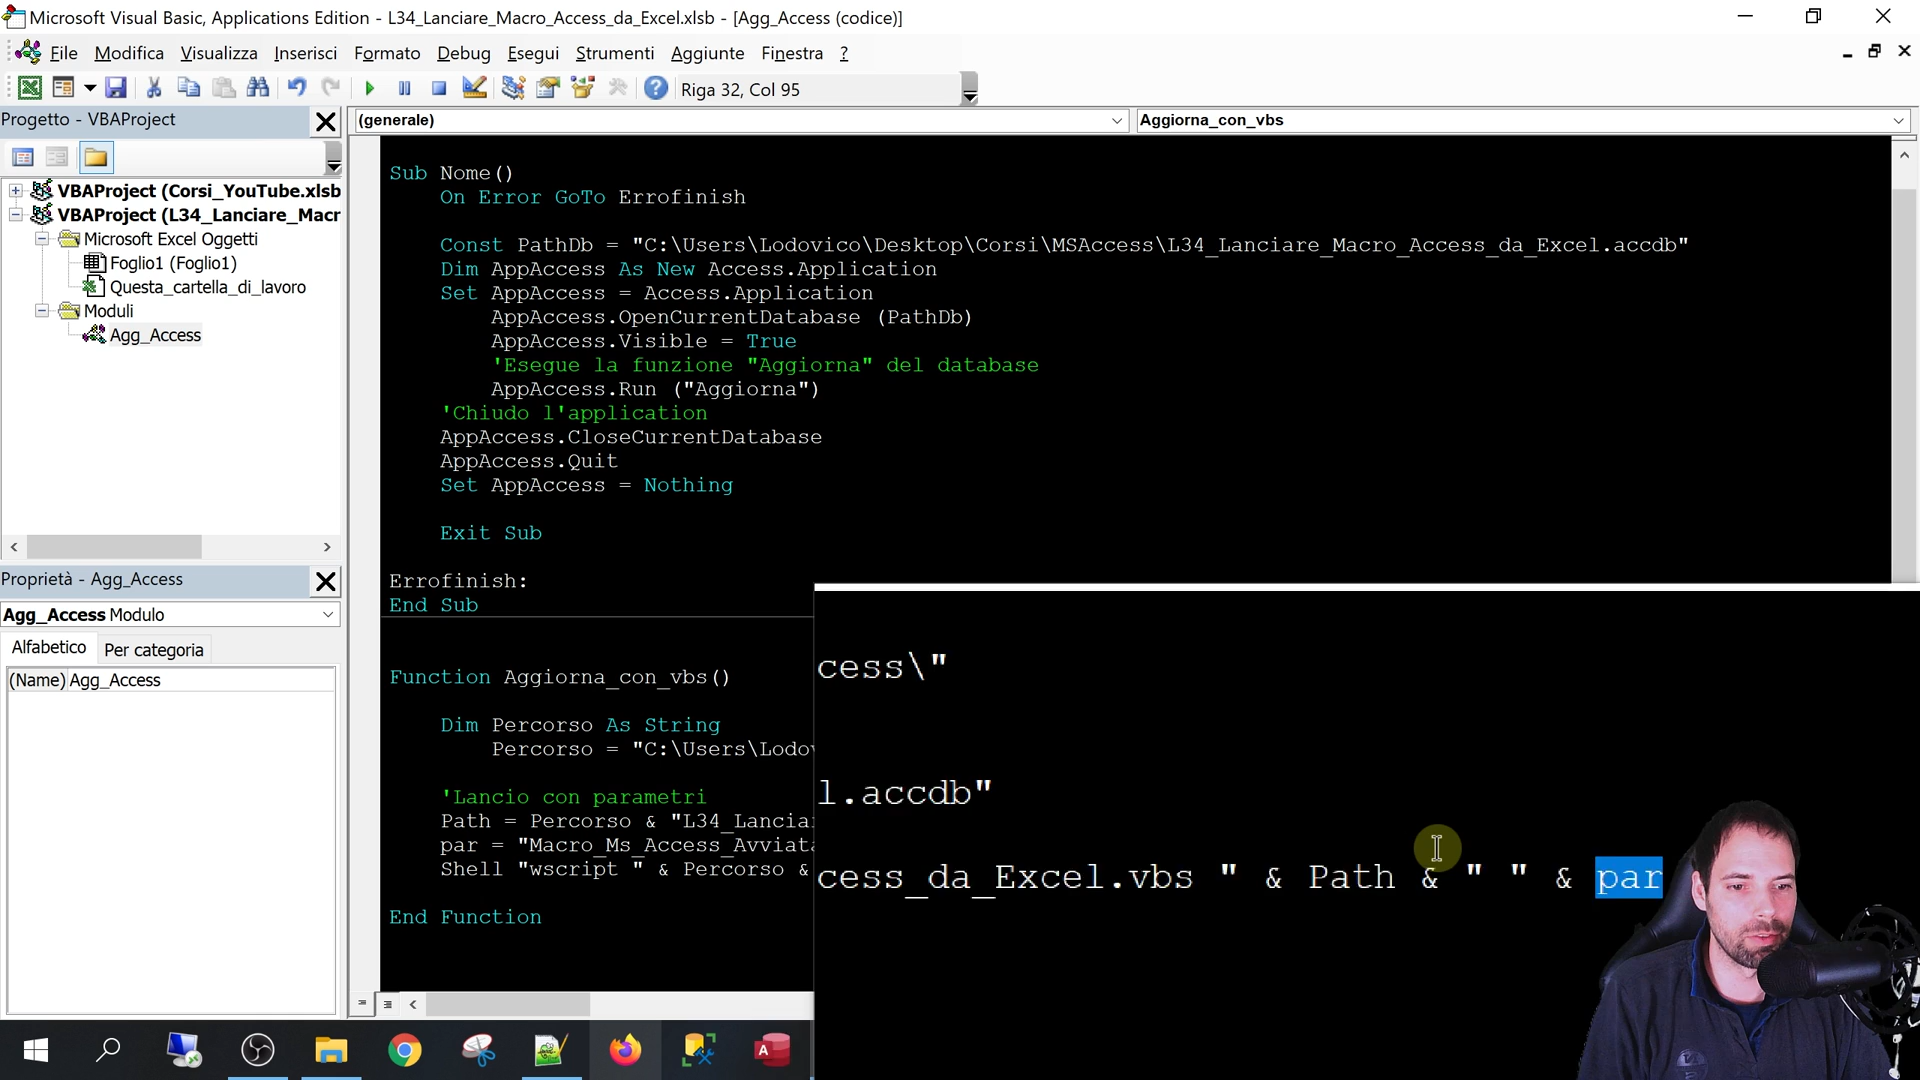 Microsoft Visual Basic, Applications Edition - L34_Lanciare_Macro_Access_da_Excel.xlsb - [Agg_Access (codice)]
File Modifica Visualizza Inserisci Formato Debug Esegui Strumenti Aggiunte Finestra ?
Riga 32, Col 95
Progetto - VBAProject
(generale)
Aggiorna_con_vbs
VBAProject (Corsi_YouTube.xlsb
VBAProject (L34_Lanciare_Macr
Microsoft Excel Oggetti
Foglio1 (Foglio1)
Questa_cartella_di_lavoro
Moduli
Agg_Access
Proprietà - Agg_Access
Agg_Access Modulo
Alfabetico Per categoria
(Name) Agg_Access
Sub Nome()
On Error GoTo Errofinish
Const PathDb = "C:\Users\Lodovico\Desktop\Corsi\MSAccess\L34_Lanciare_Macro_Access_da_Excel.accdb"
Dim AppAccess As New Access.Application
Set AppAccess = Access.Application
AppAccess.OpenCurrentDatabase (PathDb)
AppAccess.Visible = True
'Esegue la funzione "Aggiorna" del database
AppAccess.Run ("Aggiorna")
'Chiudo l'application
AppAccess.CloseCurrentDatabase
AppAccess.Quit
Set AppAccess = Nothing
Exit Sub
Errofinish:
End Sub
Function Aggiorna_con_vbs()
Dim Percorso As String
Percorso = "C:\Users\Lodov
'Lancio con parametri
Path = Percorso & "L34_Lancia
par = "Macro_Ms_Access_Avviata
Shell "wscript " & Percorso &
End Function
cess\"
l.accdb"
cess_da_Excel.vbs " & Path & " " & par